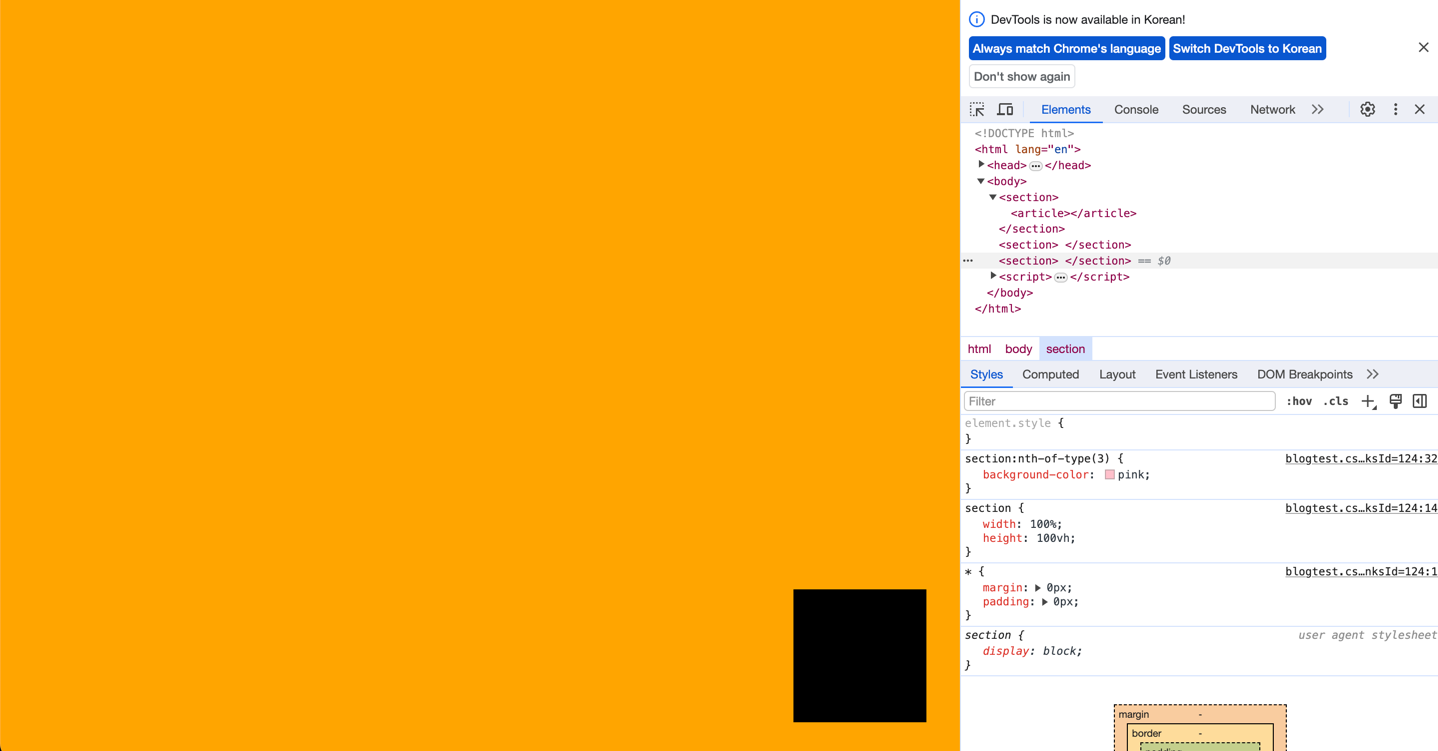 DevTools is now available in Korean!
Always match Chrome's language Switch DevTools to Korean
Don't show again
Elements Console Sources Network
<!DOCTYPE html>
<html lang="en">
<head> </head>
<body>
<section>
<article></article>
</section>
<section> </section>
<section> </section> == $0
<script> </script>
</body>
</html>
html body section
Styles Computed Layout Event Listeners DOM Breakpoints
Filter :hov .cls
element.style {
}
section:nth-of-type(3) { blogtest.cs…ksId=124:32
background-color: pink;
}
section { blogtest.cs…ksId=124:14
width: 100%;
height: 100vh;
}
* { blogtest.cs…nksId=124:1
margin: 0px;
padding: 0px;
}
section { user agent stylesheet
display: block;
}
margin -
border -